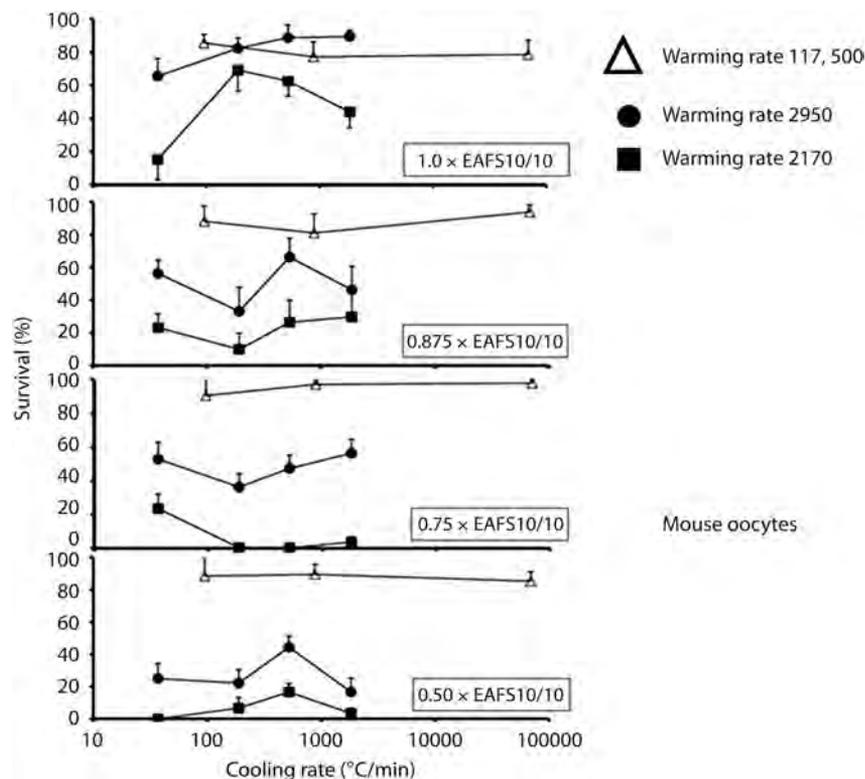 100
80
60
40
20
0
1.0 × EAFS10/10
100
80
60
40
20
0
0.875 × EAFS10/10
100
80
60
40
20
0
0.75 × EAFS10/10
100
80
60
40
20
0
0.50 × EAFS10/10
10 100 1000 10000 100000
Cooling rate (°C/min)
Survival (%)
Warming rate 117, 500
Warming rate 2950
Warming rate 2170
Mouse oocytes